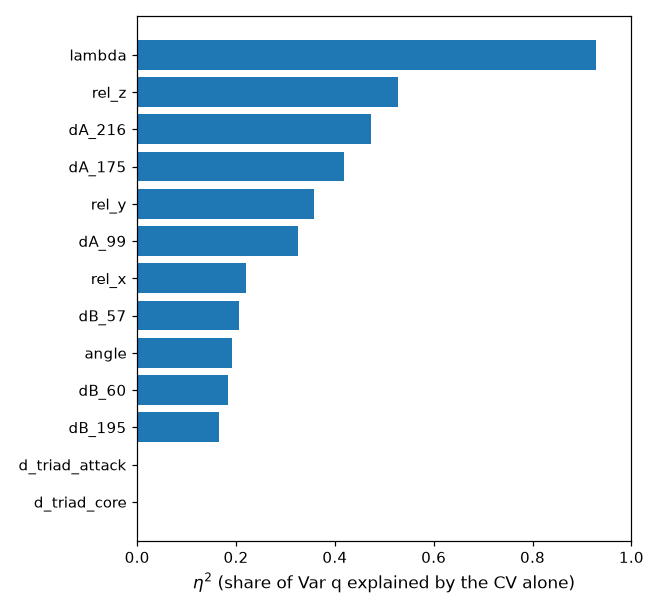 lambda
rel_z
dA_216
dA_175
rel_y
dA_99
rel_x
dB_57
angle
dB_60
dB_195
d_triad_attack
d_triad_core
0.0 0.2 0.4 0.6 0.8 1.0
η² (share of Var q explained by the CV alone)